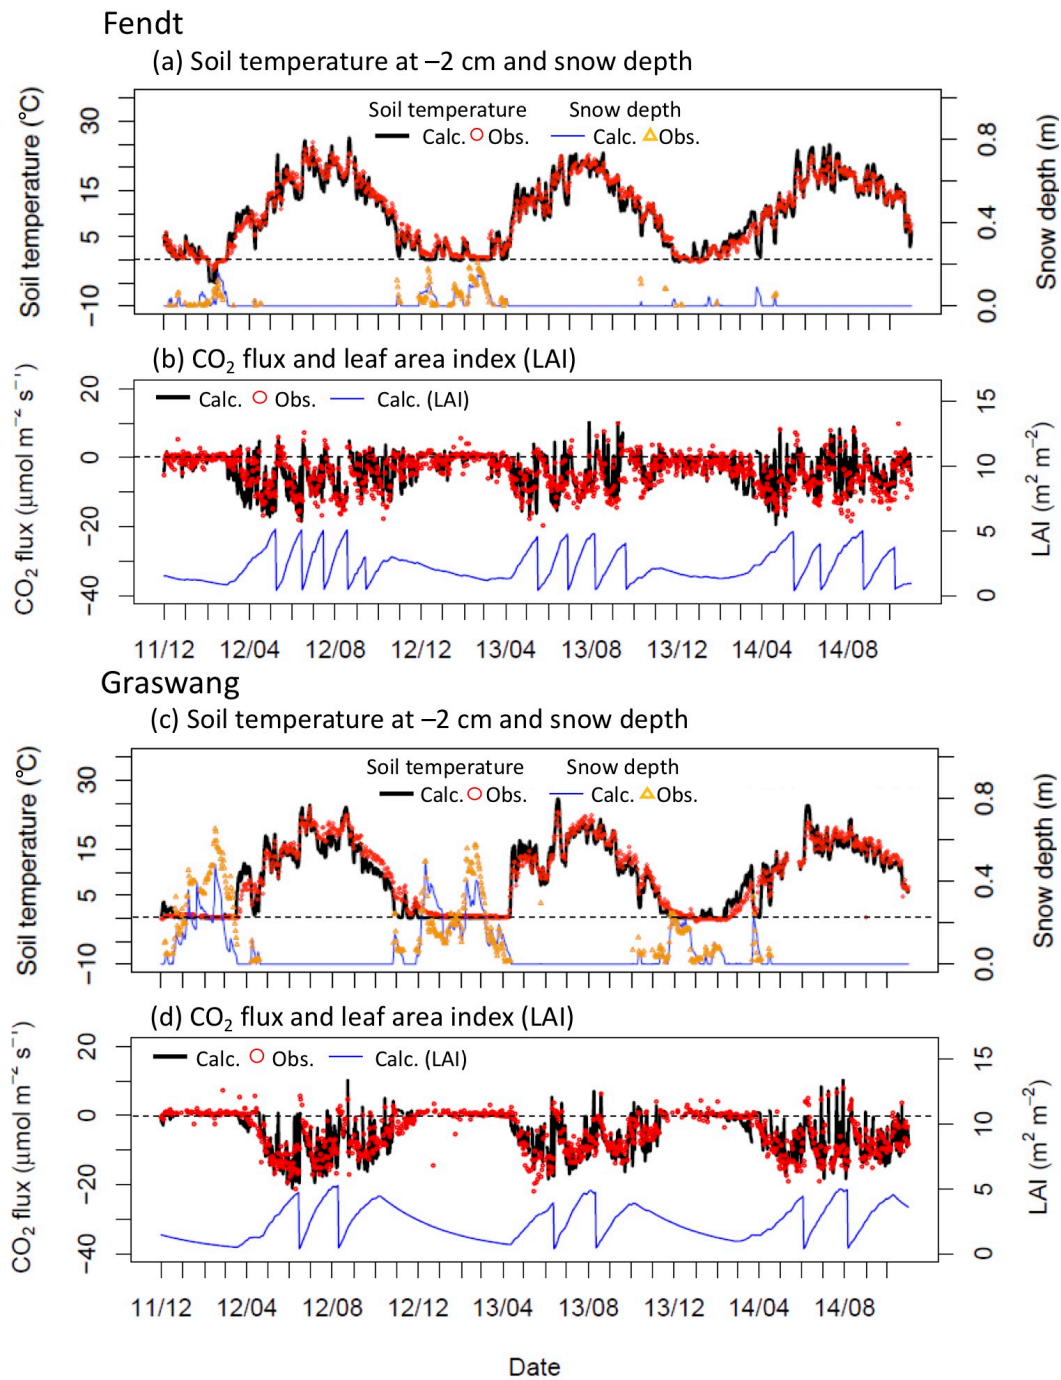 Fendt
(a) Soil temperature at –2 cm and snow depth
Soil temperature Snow depth
Calc. Obs. Calc. Obs.
Soil temperature (°C)
30
15
5
−10
Snow depth (m)
0.8
0.4
0.0
(b) CO₂ flux and leaf area index (LAI)
Calc. Obs. Calc. (LAI)
CO₂ flux (µmol m⁻² s⁻¹)
20
0
−20
−40
LAI (m² m⁻²)
15
10
5
0
11/12 12/04 12/08 12/12 13/04 13/08 13/12 14/04 14/08
Graswang
(c) Soil temperature at –2 cm and snow depth
Soil temperature Snow depth
Calc. Obs. Calc. Obs.
Soil temperature (°C)
30
15
5
−10
Snow depth (m)
0.8
0.4
0.0
(d) CO₂ flux and leaf area index (LAI)
Calc. Obs. Calc. (LAI)
CO₂ flux (µmol m⁻² s⁻¹)
20
0
−20
−40
LAI (m² m⁻²)
15
10
5
0
11/12 12/04 12/08 12/12 13/04 13/08 13/12 14/04 14/08
Date